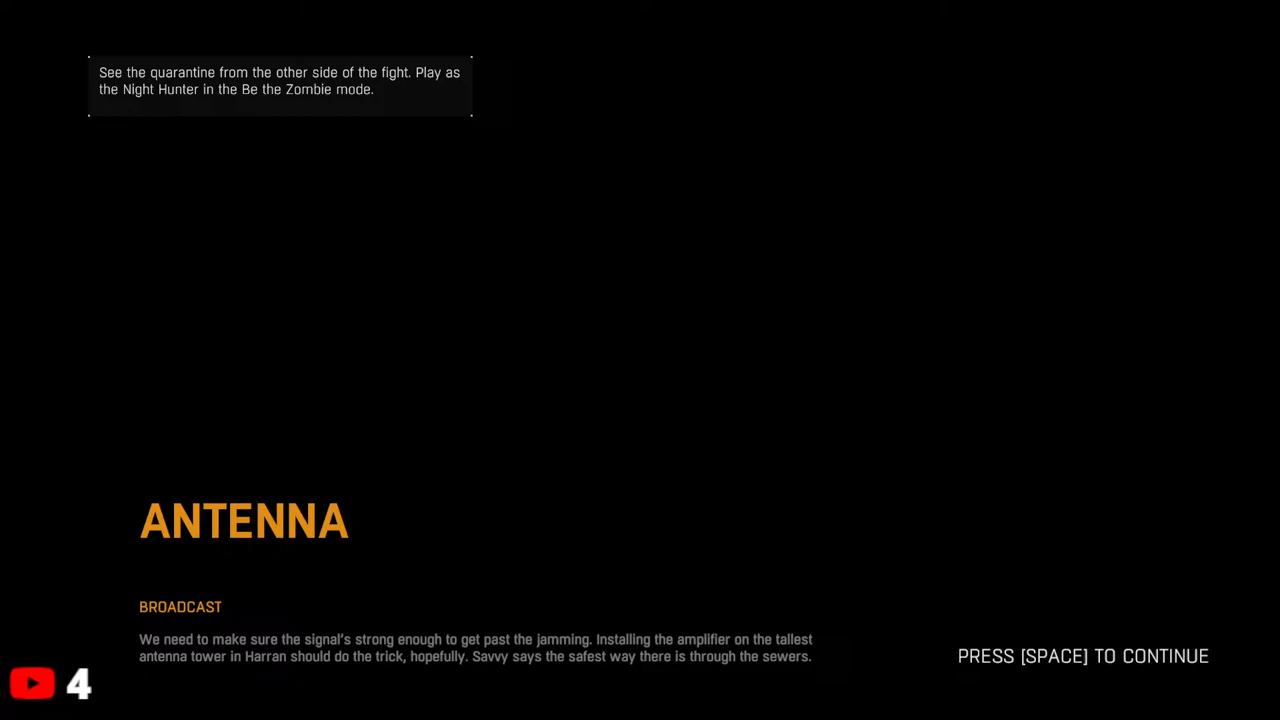 See the quarantine from the other side of the fight. Play as
the Night Hunter in the Be the Zombie mode.
ANTENNA
BROADCAST
We need to make sure the signal's strong enough to get past the jamming. Installing the amplifier on the tallest
antenna tower in Harran should do the trick, hopefully. Savvy says the safest way there is through the sewers.
PRESS [SPACE] TO CONTINUE
4